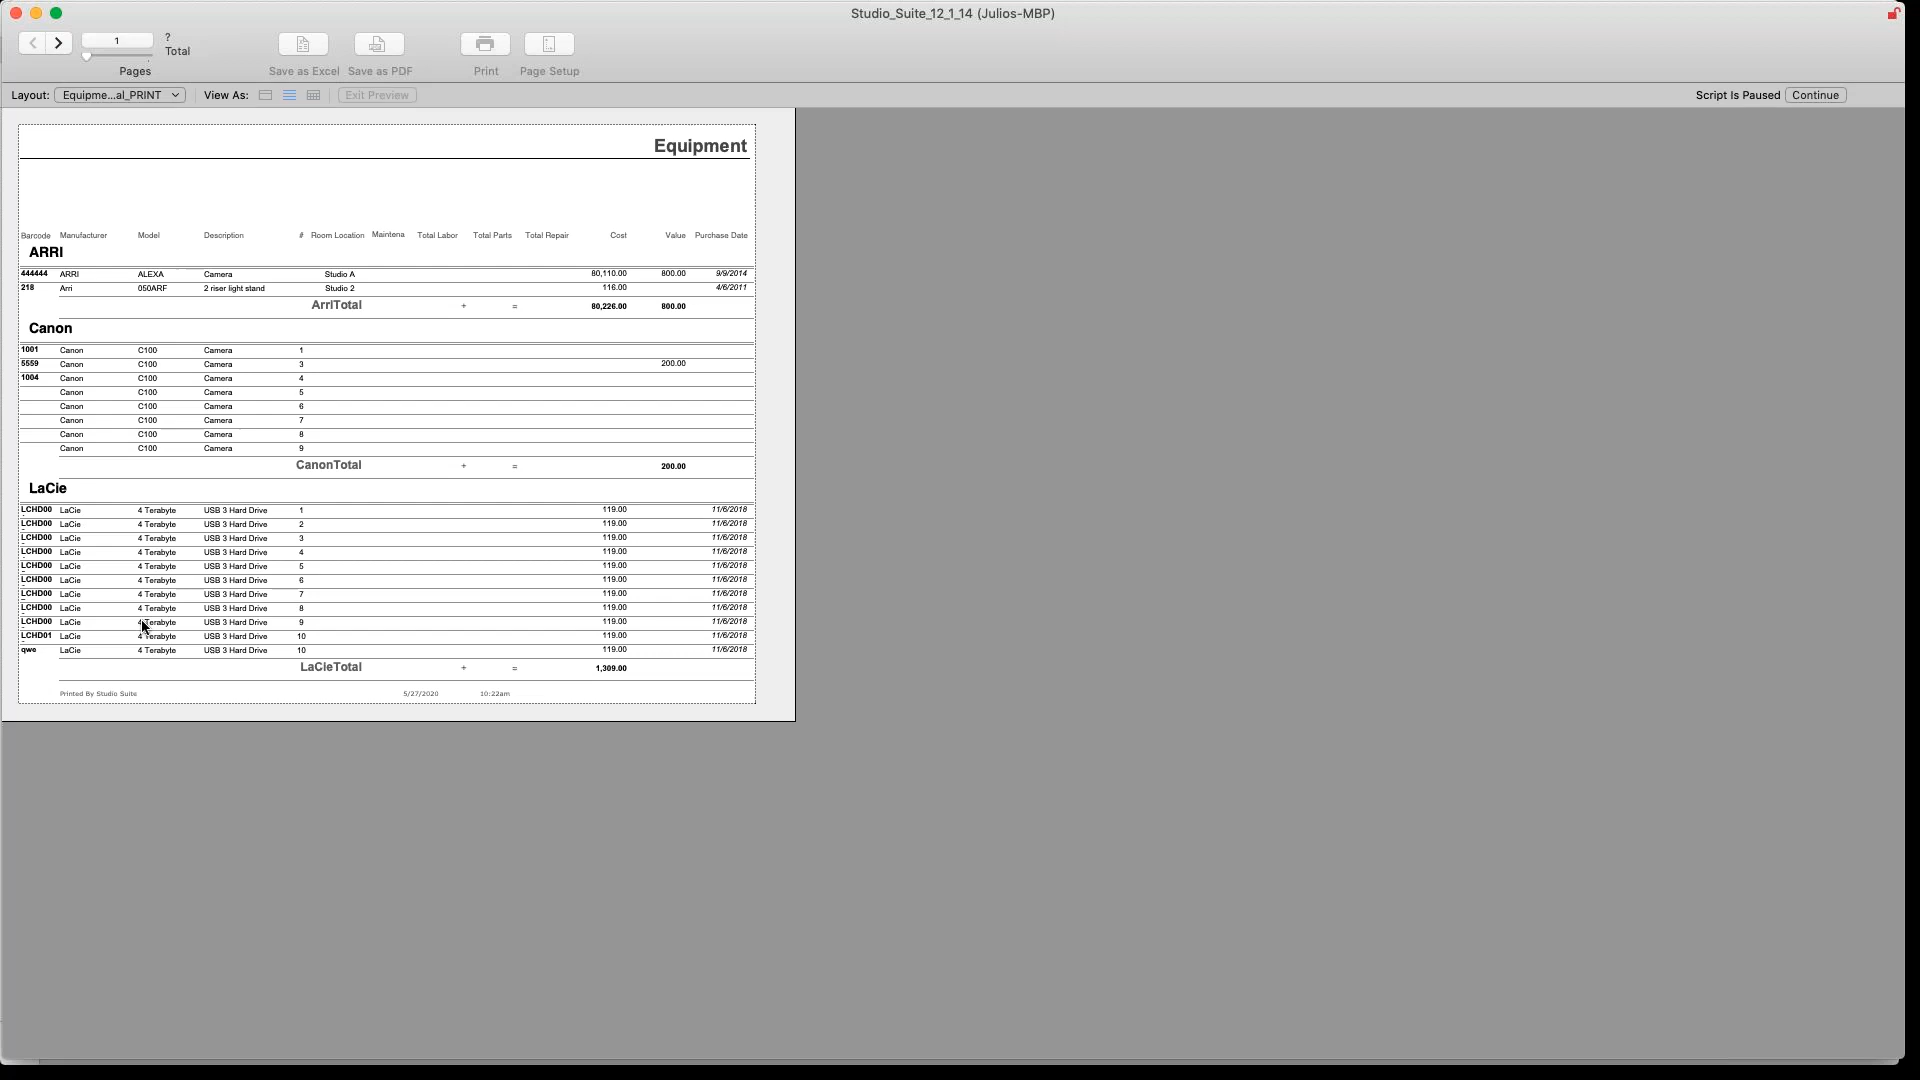 Studio_Suite_12_1_14 (Julios-MBP)
1
?
Total
Pages
Save as Excel Save as PDF Print Page Setup
Layout: Equipme...al_PRINT View As: Exit Preview Script Is Paused Continue
Equipment
Barcode Manufacturer Model Description # Room Location Maintena Total Labor Total Parts Total Repair Cost Value Purchase Date
ARRI
444444 ARRI ALEXA Camera Studio A 80,110.00 800.00 9/9/2014
218 Arri 050ARF 2 riser light stand Studio 2 116.00 4/6/2011
ArriTotal + = 80,226.00 800.00
Canon
1001 Canon C100 Camera 1
5559 Canon C100 Camera 3 200.00
1004 Canon C100 Camera 4
Canon C100 Camera 5
Canon C100 Camera 6
Canon C100 Camera 7
Canon C100 Camera 8
Canon C100 Camera 9
CanonTotal + = 200.00
LaCie
LCHD00 LaCie 4 Terabyte USB 3 Hard Drive 1 119.00 11/6/2018
LCHD00 LaCie 4 Terabyte USB 3 Hard Drive 2 119.00 11/6/2018
LCHD00 LaCie 4 Terabyte USB 3 Hard Drive 3 119.00 11/6/2018
LCHD00 LaCie 4 Terabyte USB 3 Hard Drive 4 119.00 11/6/2018
LCHD00 LaCie 4 Terabyte USB 3 Hard Drive 5 119.00 11/6/2018
LCHD00 LaCie 4 Terabyte USB 3 Hard Drive 6 119.00 11/6/2018
LCHD00 LaCie 4 Terabyte USB 3 Hard Drive 7 119.00 11/6/2018
LCHD00 LaCie 4 Terabyte USB 3 Hard Drive 8 119.00 11/6/2018
LCHD00 LaCie 4 Terabyte USB 3 Hard Drive 9 119.00 11/6/2018
LCHD01 LaCie 4 Terabyte USB 3 Hard Drive 10 119.00 11/6/2018
qwe LaCie 4 Terabyte USB 3 Hard Drive 10 119.00 11/6/2018
LaCieTotal + = 1,309.00
Printed By Studio Suite 5/27/2020 10:22am